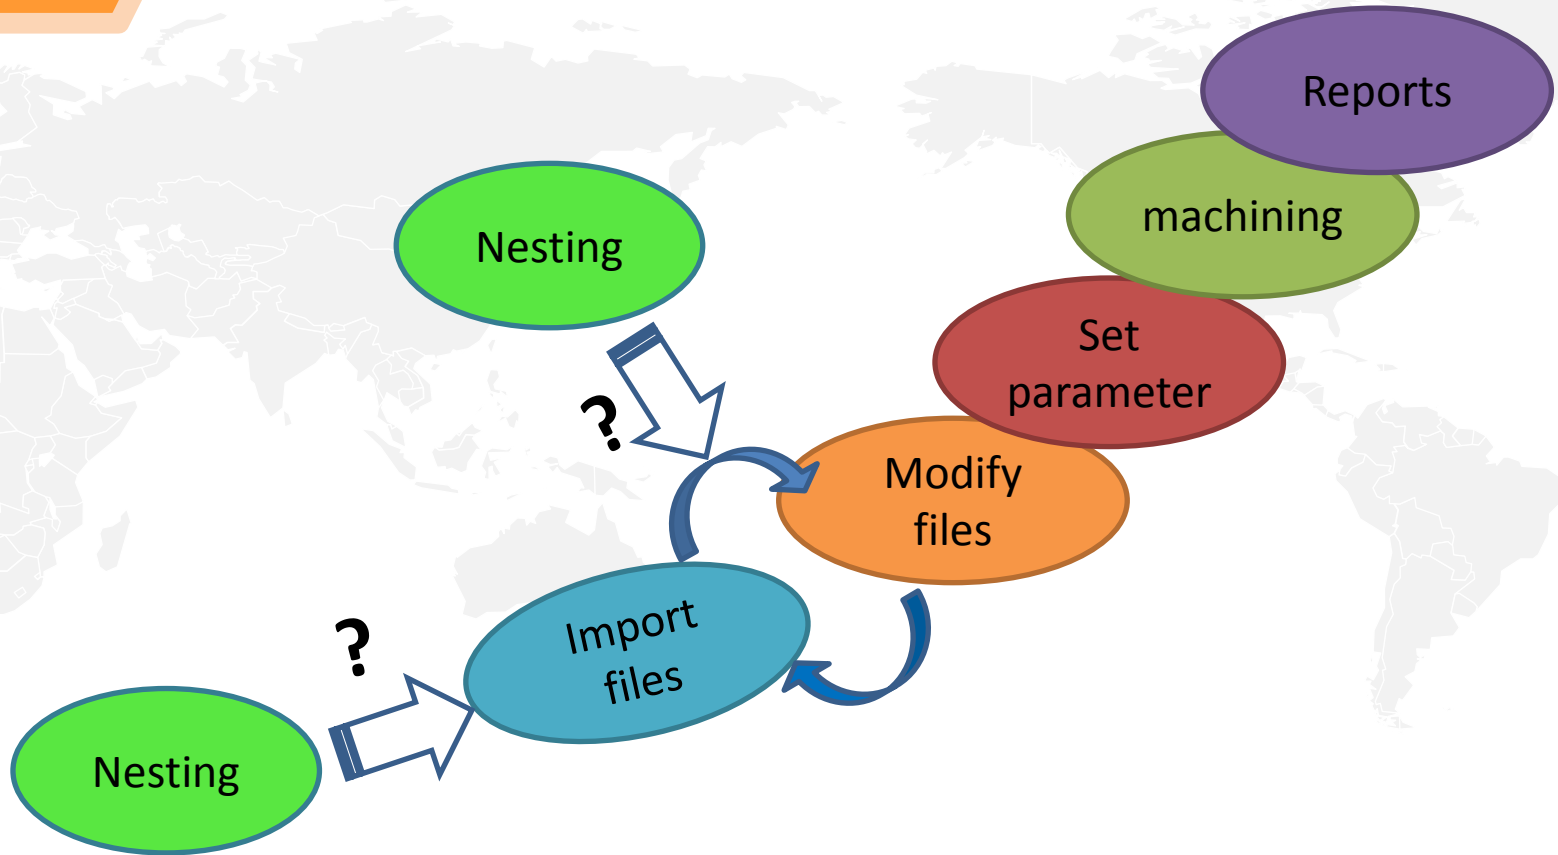 Reports
machining
Nesting
Set
parameter
?
Modify
files
Import
files
?
Nesting